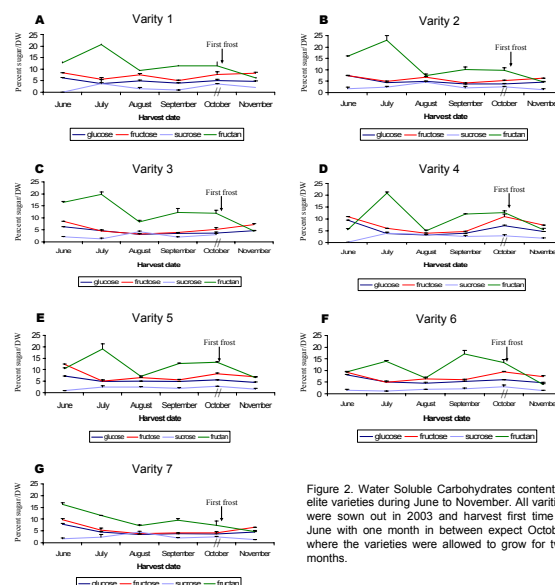 A
Varity 1
Percent sugar/DW
25
20
15
10
5
0
First frost
June July August September October November
Harvest date
glucose fructose sucrose fructan
B
Varity 2
Percent sugar/DW
25
20
15
10
5
0
First frost
June July August September October November
Harvest date
glucose fructose sucrose fructan
C
Varity 3
Percent sugar/DW
25
20
15
10
5
0
First frost
June July August September October November
Harvest date
glucose fructose sucrose fructan
D
Varity 4
Percent sugar/DW
25
20
15
10
5
0
First frost
June July August September October November
Harvest date
glucose fructose sucrose fructan
E
Varity 5
Percent sugar/DW
25
20
15
10
5
0
First frost
June July August September October November
Harvest date
glucose fructose sucrose fructan
F
Varity 6
Percent sugar/DW
25
20
15
10
5
0
First frost
June July August September October November
Harvest date
glucose fructose sucrose fructan
G
Varity 7
Percent sugar/DW
25
20
15
10
5
0
First frost
June July August September October November
Harvest date
glucose fructose sucrose fructan
Figure 2. Water Soluble Carbohydrates content
elite varieties during June to November. All varities
were sown out in 2003 and harvest first time
June with one month in between expect Octob
where the varieties were allowed to grow for tw
months.